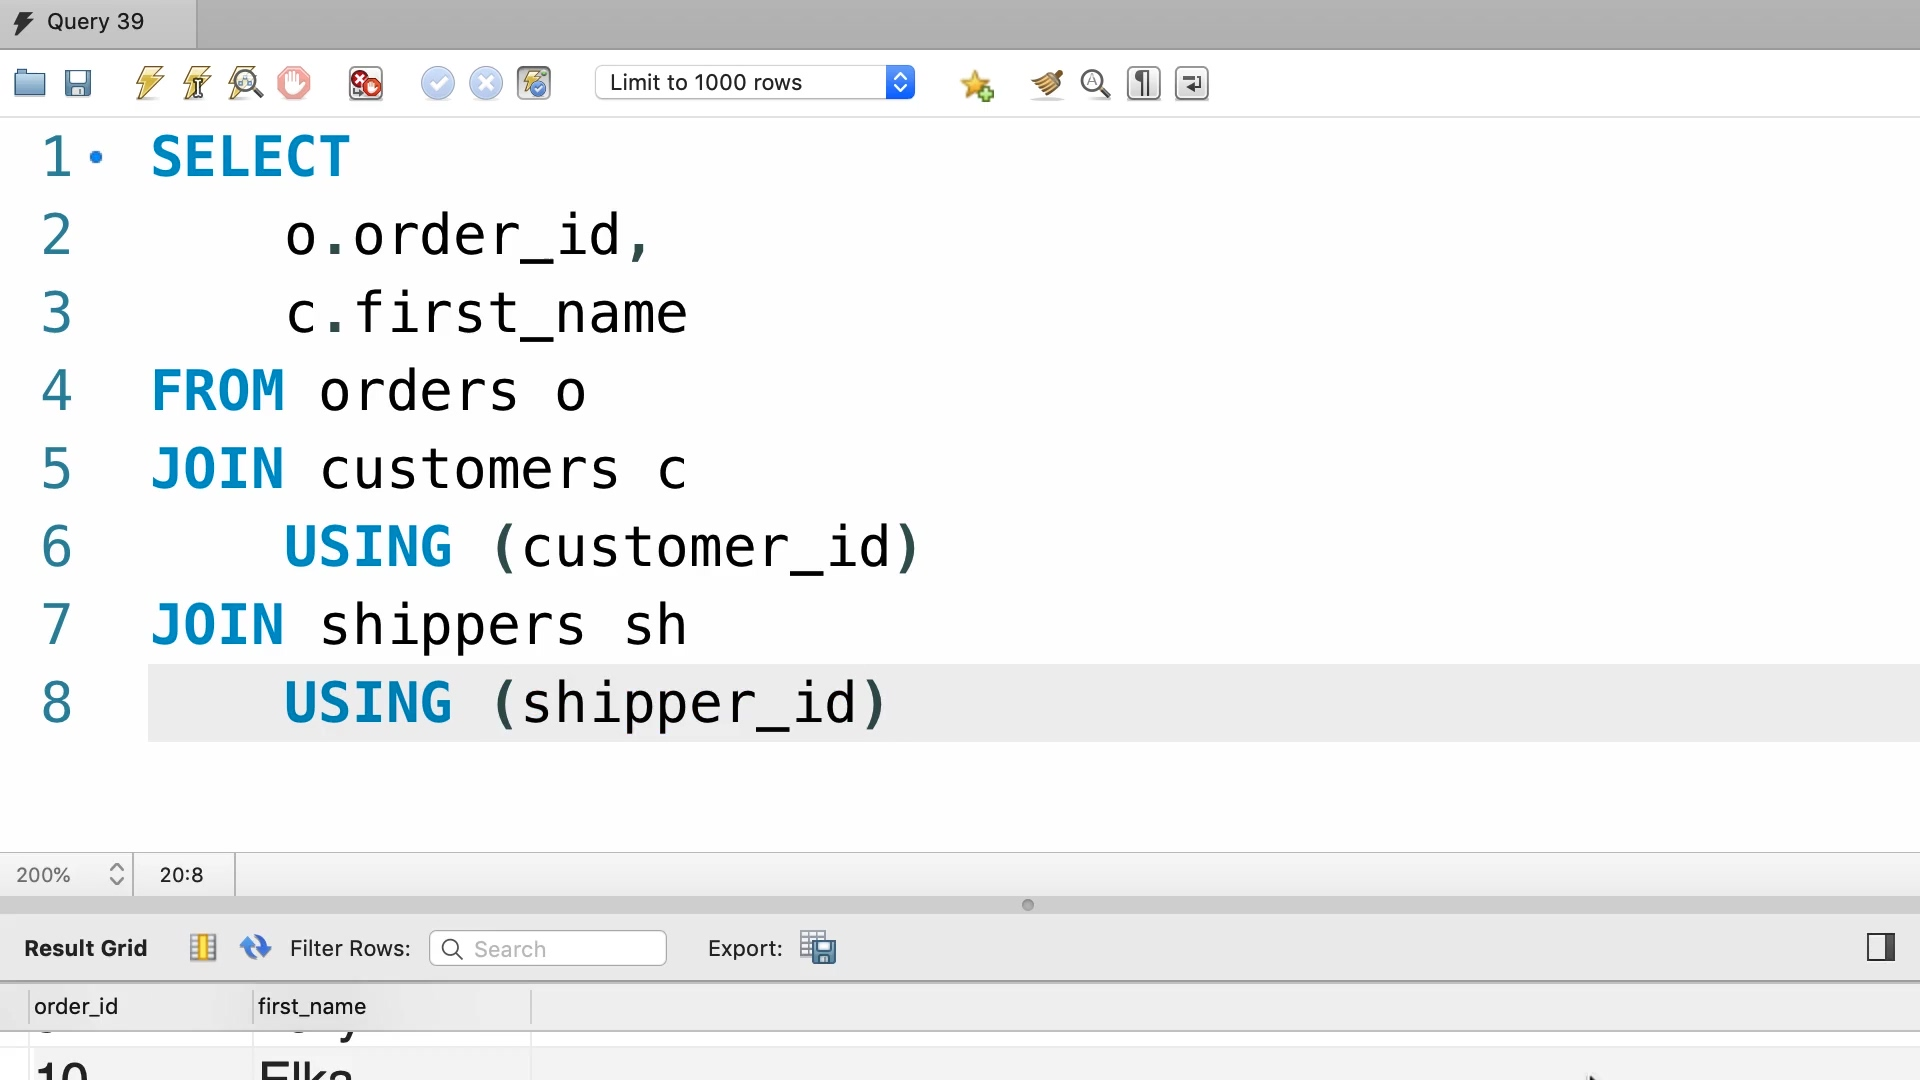 Query 39
Limit to 1000 rows
1 SELECT
2 o.order_id,
3 c.first_name
4 FROM orders o
5 JOIN customers c
6 USING (customer_id)
7 JOIN shippers sh
8 USING (shipper_id)
200% 20:8
Result Grid Filter Rows: Search Export:
order_id first_name
10 Elka